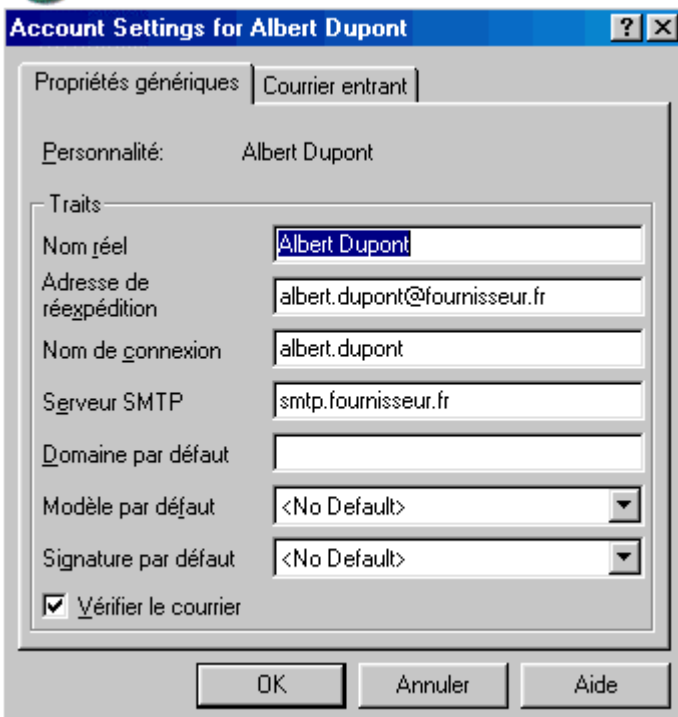 Account Settings for Albert Dupont
Propriétés génériques Courrier entrant
Personnalité: Albert Dupont
Traits
Nom réel Albert Dupont
Adresse de
réexpédition albert.dupont@fournisseur.fr
Nom de connexion albert.dupont
Serveur SMTP smtp.fournisseur.fr
Domaine par défaut
Modèle par défaut <No Default>
Signature par défaut <No Default>
Vérifier le courrier
OK Annuler Aide